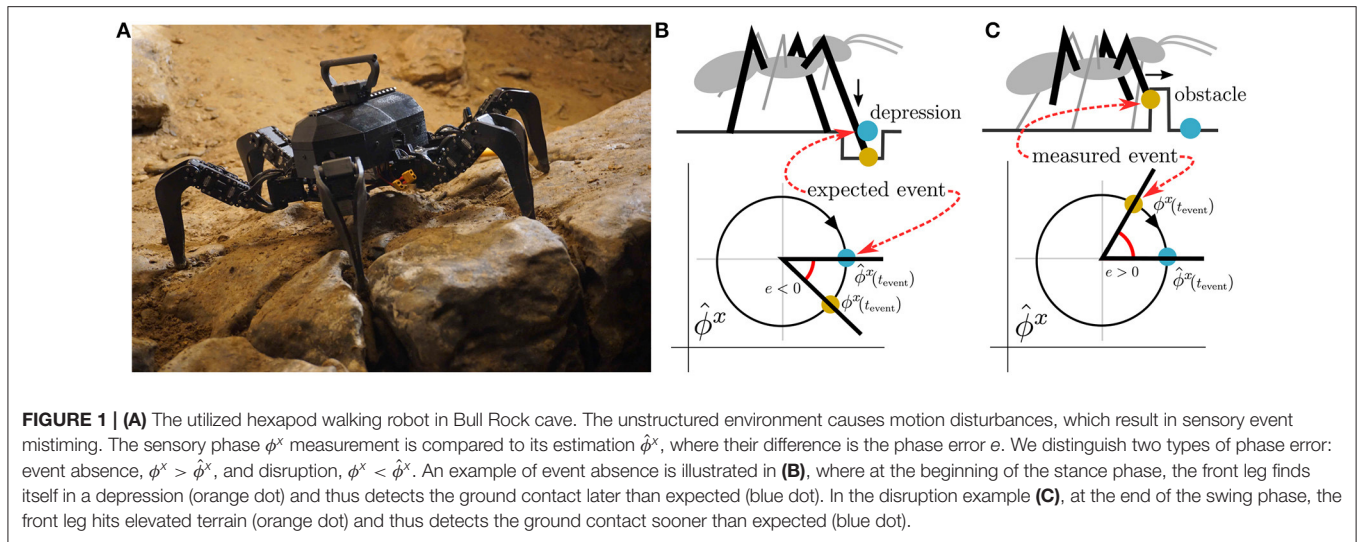 A
B
C
depression
obstacle
measured event
expected event
ϕˣ(t_event)
e < 0
ϕ̂ˣ(t_event)
ϕˣ(t_event)
e > 0
ϕ̂ˣ(t_event)
ϕ̂ˣ
ϕ̂ˣ
FIGURE 1 | (A) The utilized hexapod walking robot in Bull Rock cave. The unstructured environment causes motion disturbances, which result in sensory event
mistiming. The sensory phase ϕˣ measurement is compared to its estimation ϕ̂ˣ, where their difference is the phase error e. We distinguish two types of phase error:
event absence, ϕˣ > ϕ̂ˣ, and disruption, ϕˣ < ϕ̂ˣ. An example of event absence is illustrated in (B), where at the beginning of the stance phase, the front leg finds
itself in a depression (orange dot) and thus detects the ground contact later than expected (blue dot). In the disruption example (C), at the end of the swing phase, the
front leg hits elevated terrain (orange dot) and thus detects the ground contact sooner than expected (blue dot).